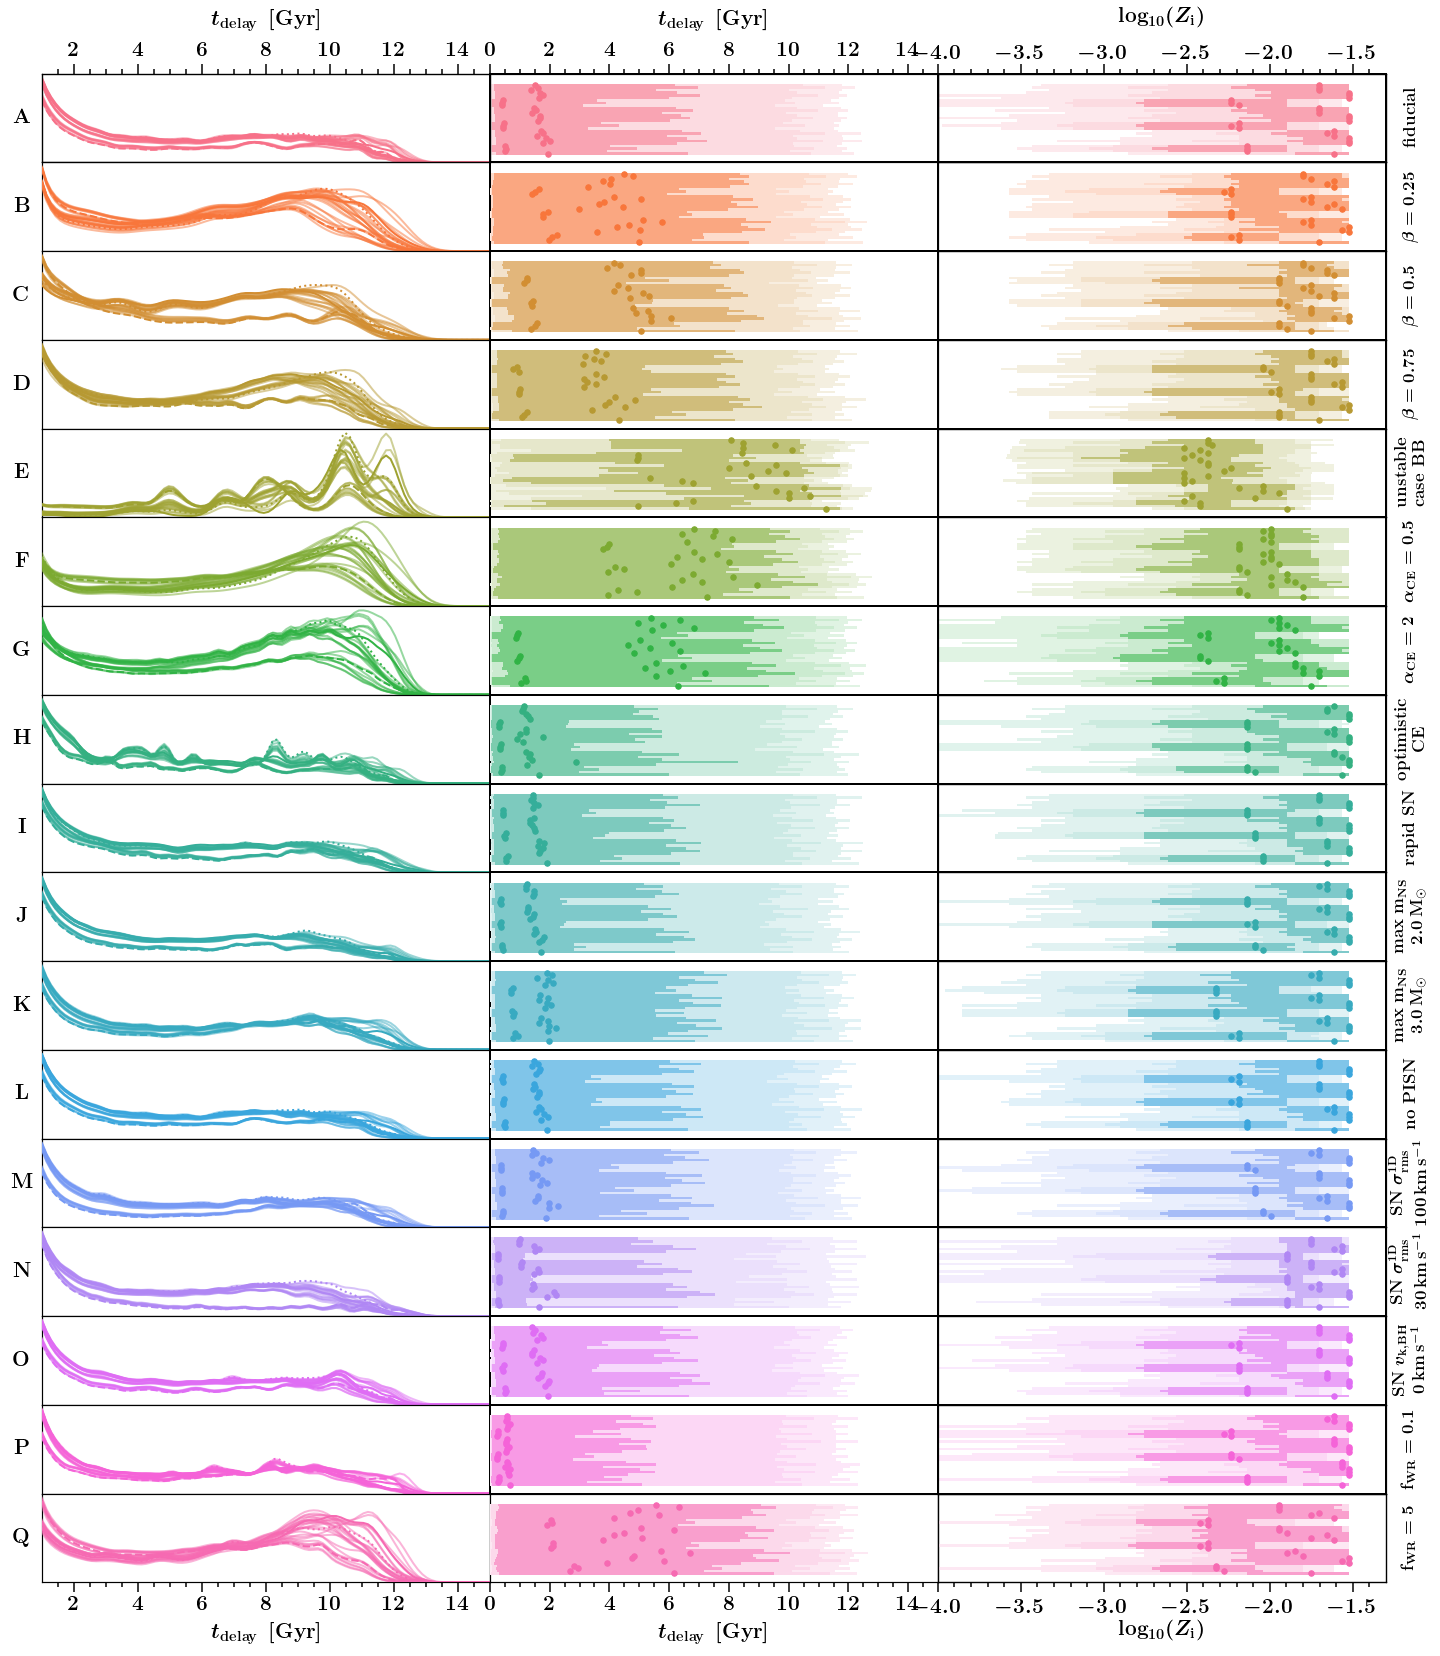 t_delay [Gyr] t_delay [Gyr] log₁₀(Zᵢ)
2 4 6 8 10 12 14 0 2 4 6 8 10 12 14 −4.0 −3.5 −3.0 −2.5 −2.0 −1.5
A fiducial
B β = 0.25
C β = 0.5
D β = 0.75
E unstable
case BB
F α_CE = 0.5
G α_CE = 2
H optimistic
CE
I rapid SN
J max m_NS
2.0 M_⊙
K max m_NS
3.0 M_⊙
L no PISN
M SN σ_rms^1D
100 km s⁻¹
N SN σ_rms^1D
30 km s⁻¹
O SN v_k,BH
0 km s⁻¹
P f_WR = 0.1
Q f_WR = 5
2 4 6 8 10 12 14 0 2 4 6 8 10 12 14 −4.0 −3.5 −3.0 −2.5 −2.0 −1.5
t_delay [Gyr] t_delay [Gyr] log₁₀(Zᵢ)